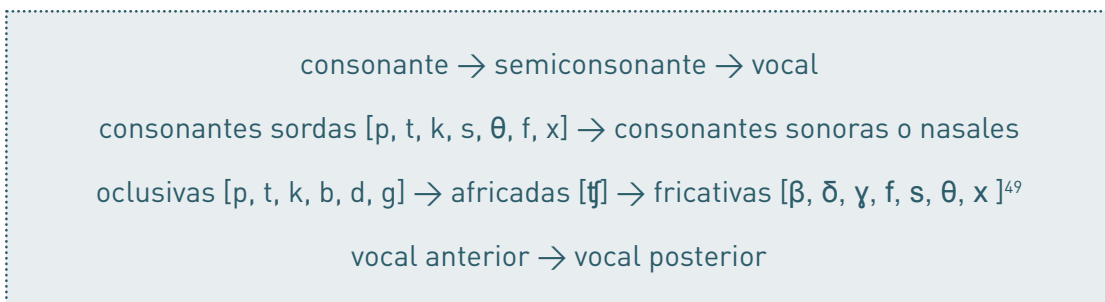 consonante → semiconsonante → vocal
consonantes sordas [p, t, k, s, θ, f, x] → consonantes sonoras o nasales
oclusivas [p, t, k, b, d, g] → africadas [ʧ] → fricativas [β, δ, ɣ, f, s, θ, x ]⁴⁹
vocal anterior → vocal posterior